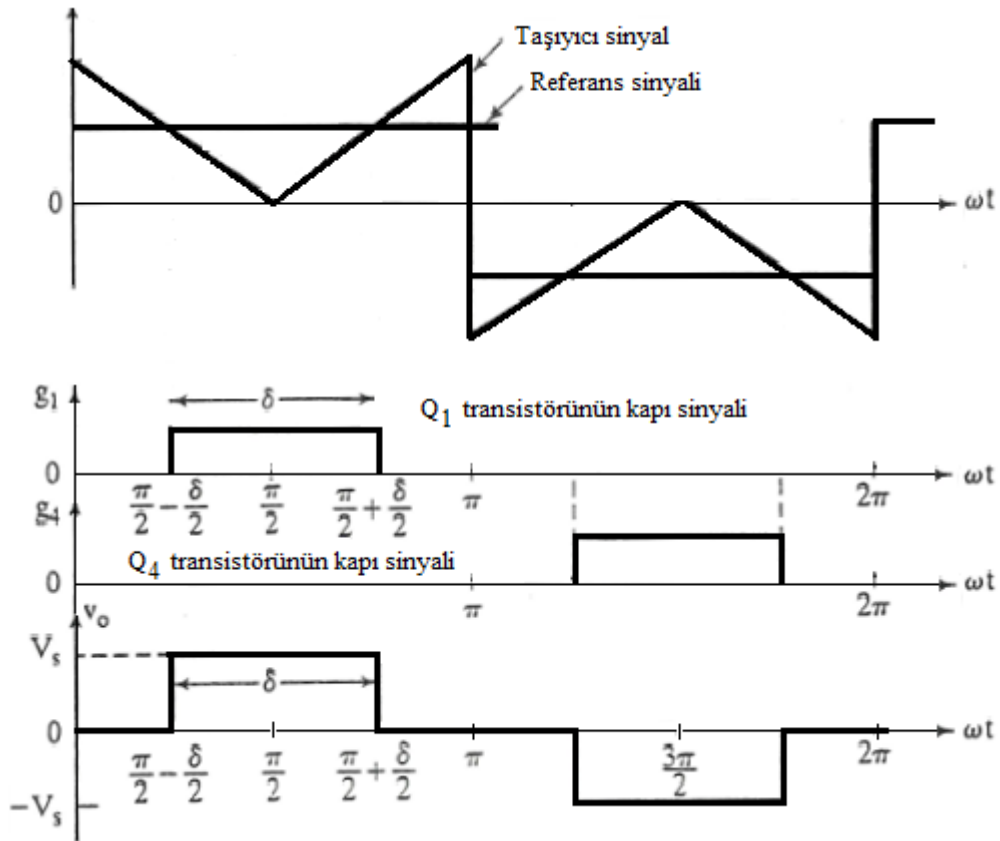 Taşıyıcı sinyal
Referans sinyali
0
ωt
g₁
δ
Q₁ transistörünün kapı sinyali
0
ωt
π/2 − δ/2
π/2
π/2 + δ/2
π
2π
g₄
Q₄ transistörünün kapı sinyali
0
ωt
π
2π
v₀
Vₛ
δ
0
ωt
π/2 − δ/2
π/2
π/2 + δ/2
π
3π/2
2π
−Vₛ